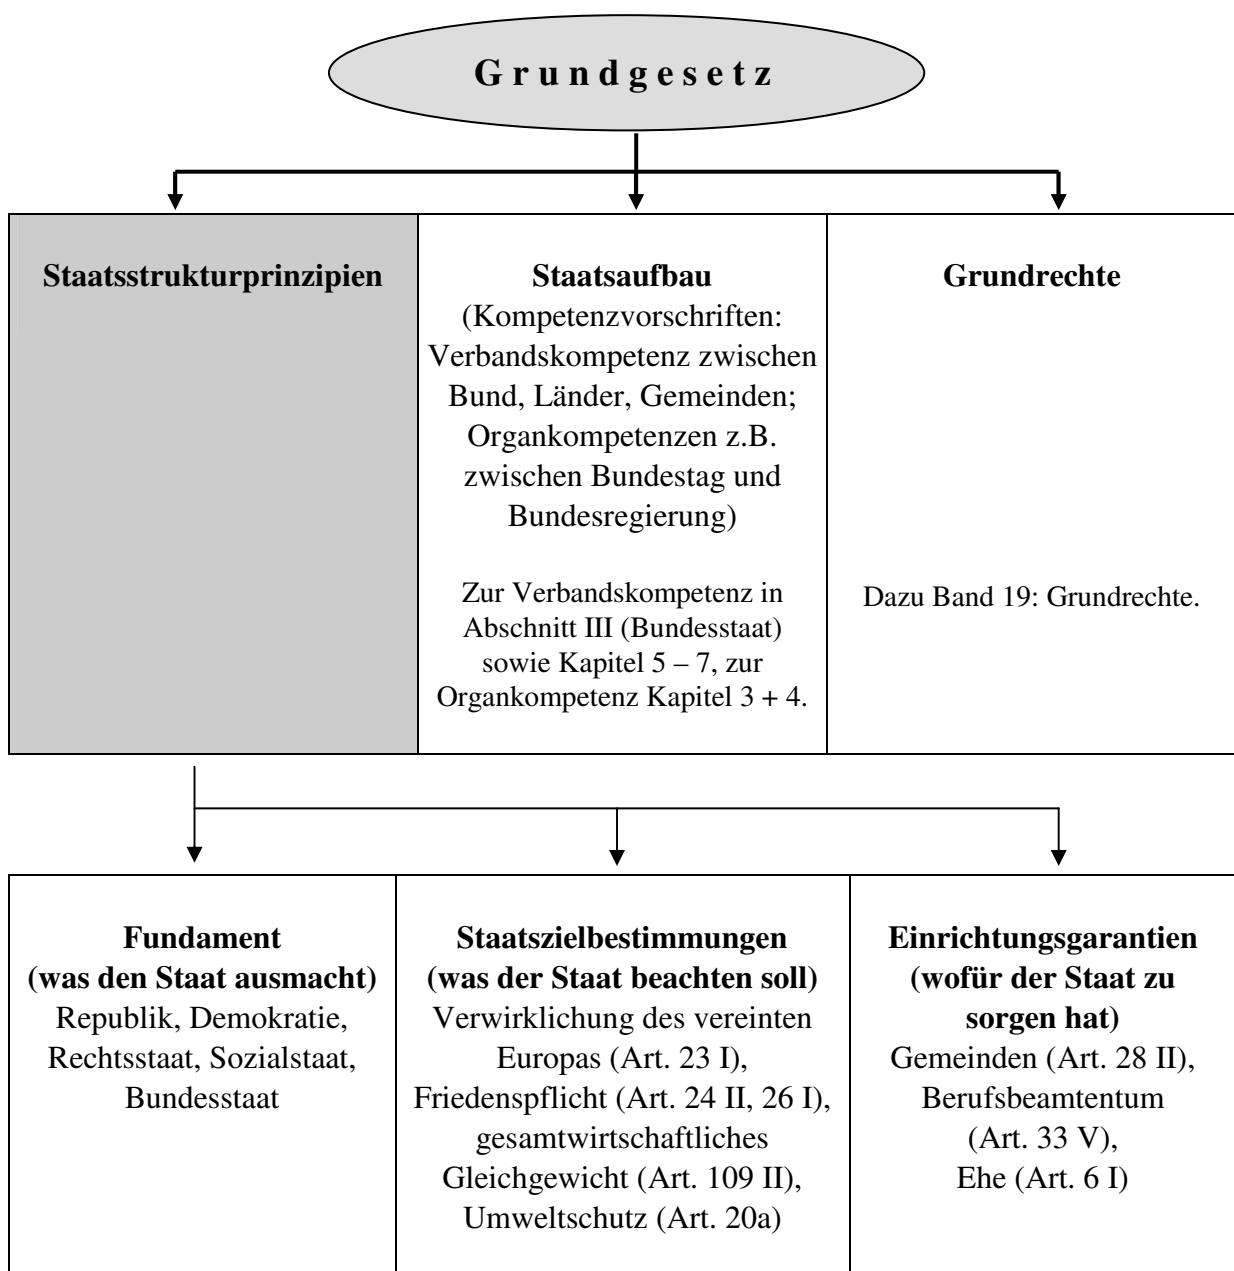 Grundgesetz
Staatsstrukturprinzipien
Staatsaufbau
(Kompetenzvorschriften:
Verbandskompetenz zwischen
Bund, Länder, Gemeinden;
Organkompetenzen z.B.
zwischen Bundestag und
Bundesregierung)
Zur Verbandskompetenz in
Abschnitt III (Bundesstaat)
sowie Kapitel 5 – 7, zur
Organkompetenz Kapitel 3 + 4.
Grundrechte
Dazu Band 19: Grundrechte.
Fundament
(was den Staat ausmacht)
Republik, Demokratie,
Rechtsstaat, Sozialstaat,
Bundesstaat
Staatszielbestimmungen
(was der Staat beachten soll)
Verwirklichung des vereinten
Europas (Art. 23 I),
Friedenspflicht (Art. 24 II, 26 I),
gesamtwirtschaftliches
Gleichgewicht (Art. 109 II),
Umweltschutz (Art. 20a)
Einrichtungsgarantien
(wofür der Staat zu
sorgen hat)
Gemeinden (Art. 28 II),
Berufsbeamtentum
(Art. 33 V),
Ehe (Art. 6 I)